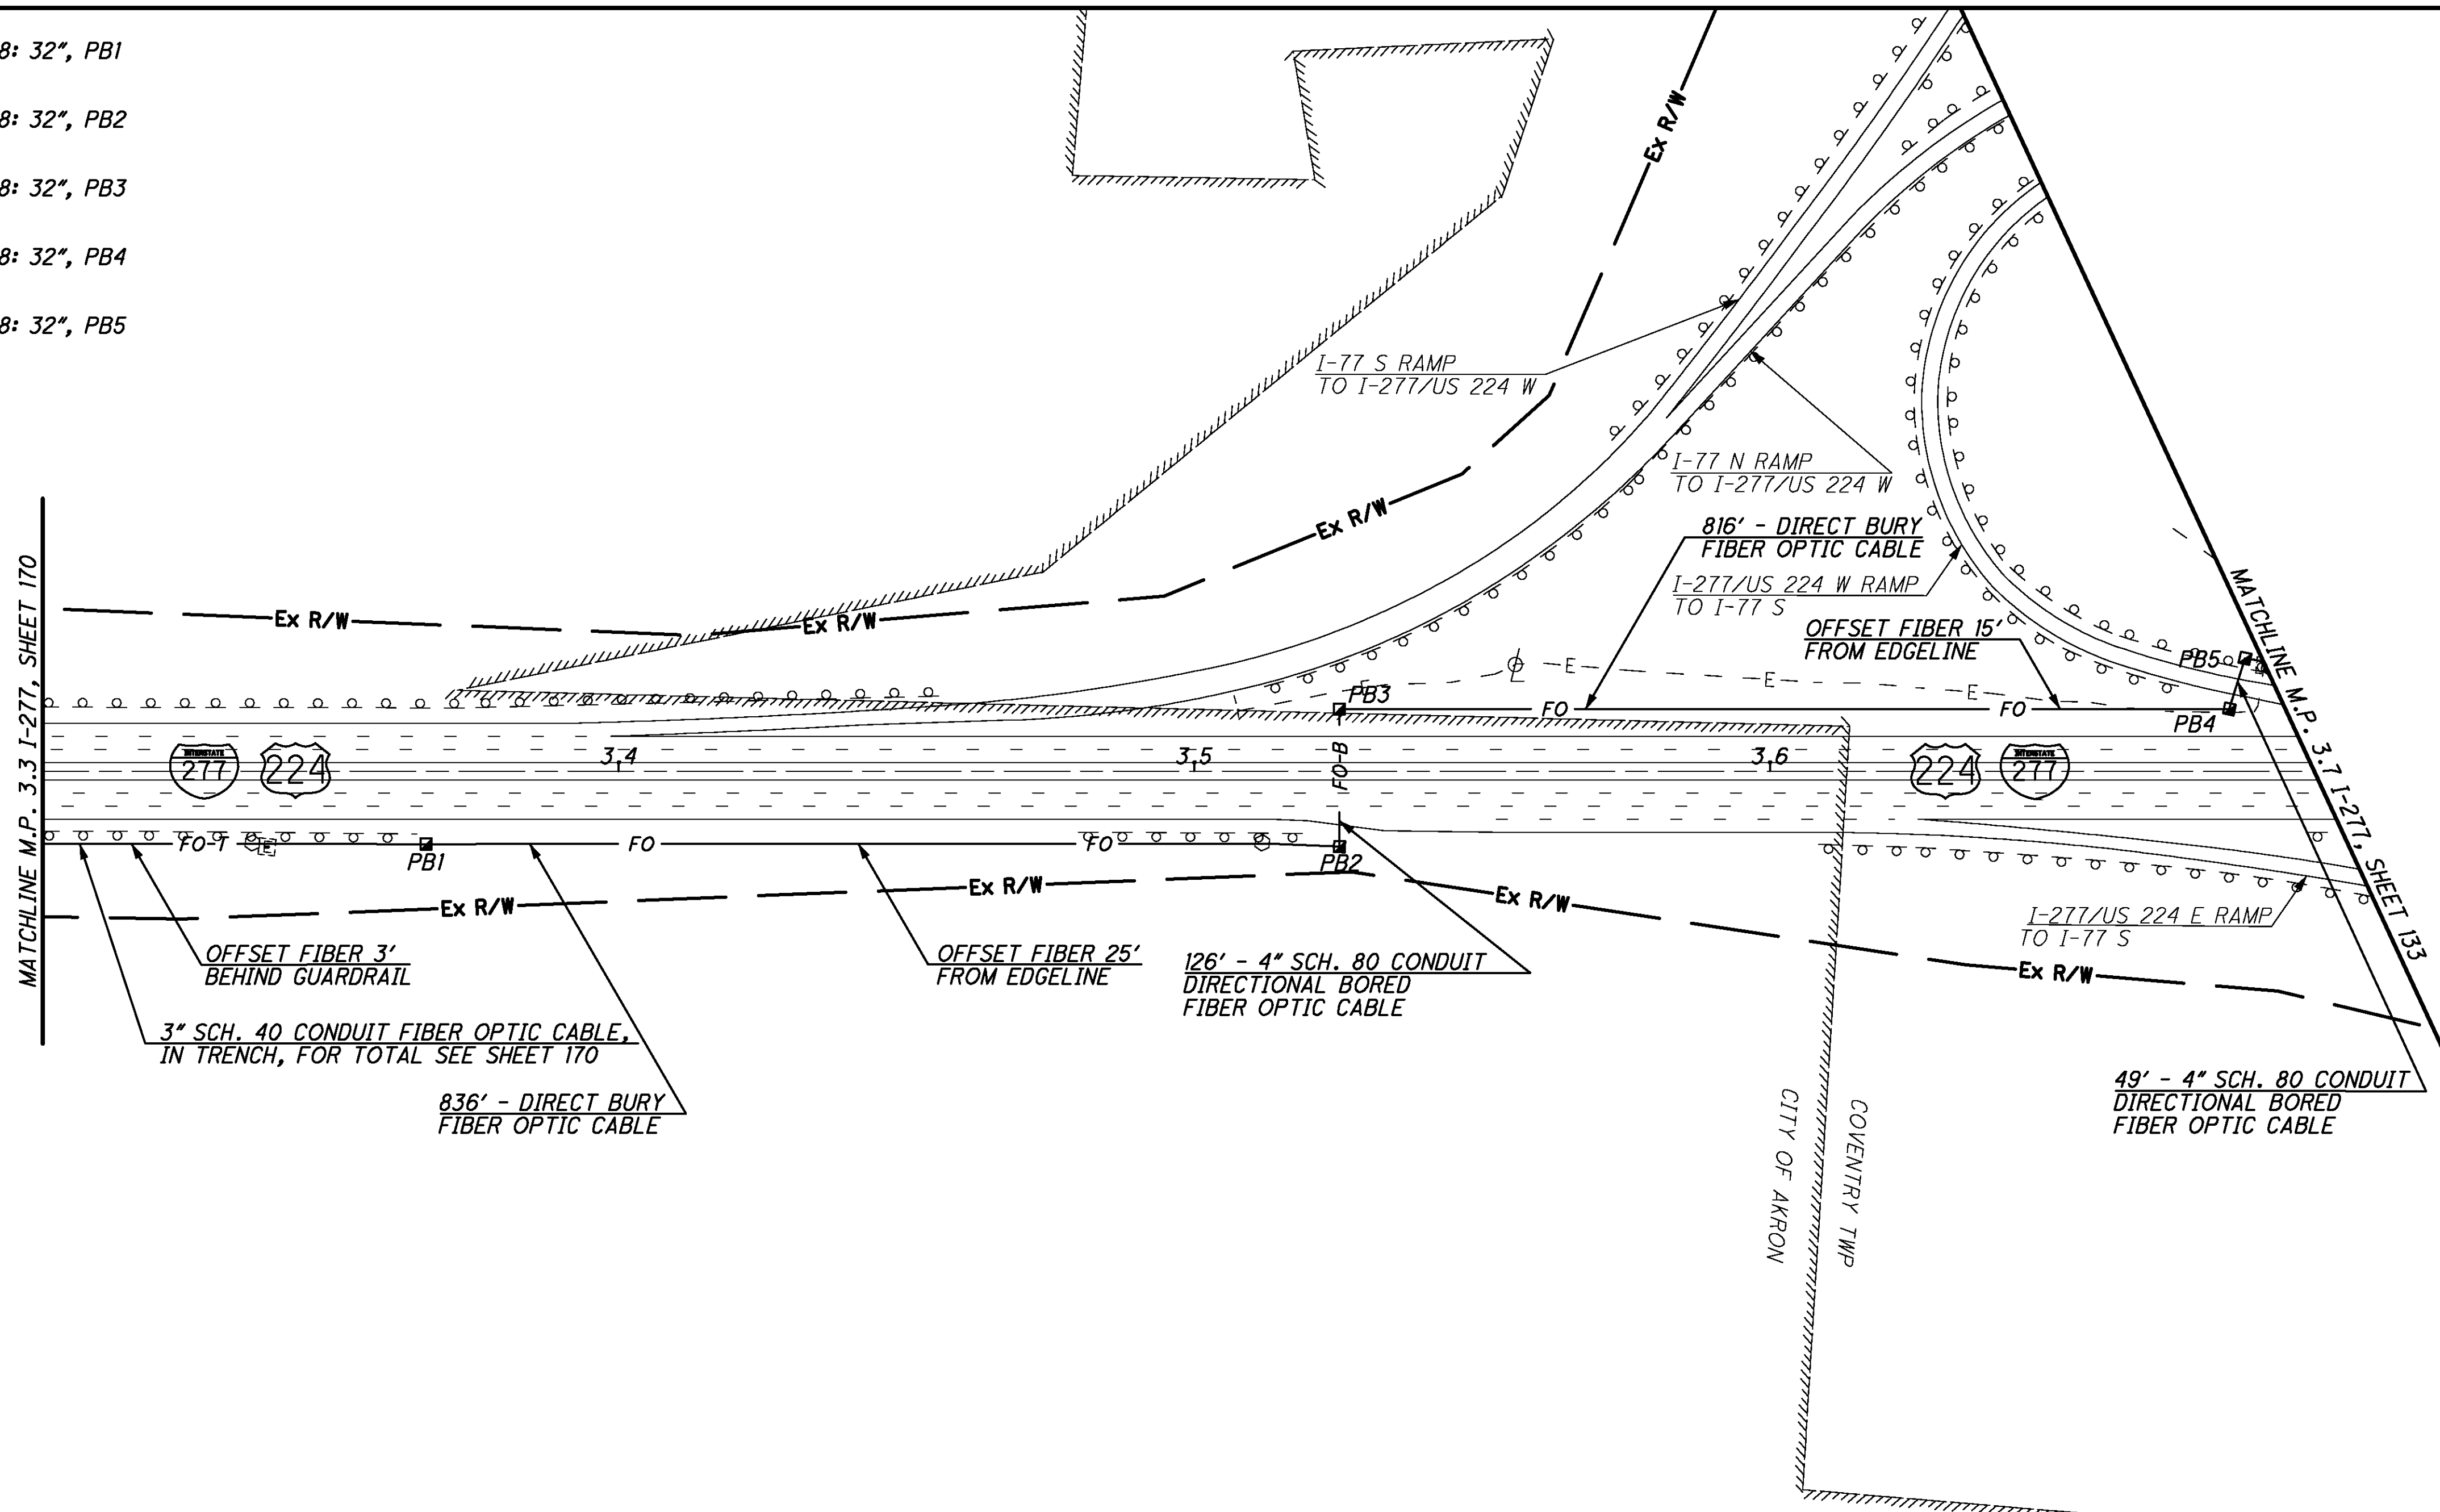 8: 32", PB1
8: 32", PB2
8: 32", PB3
8: 32", PB4
8: 32", PB5
Ex R/W
I-77 S RAMP
TO I-277/US 224 W
I-77 N RAMP
TO I-277/US 224 W
Ex R/W
816' - DIRECT BURY
FIBER OPTIC CABLE
I-277/US 224 W RAMP
TO I-77 S
OFFSET FIBER 15'
FROM EDGELINE
MATCHLINE M.P. 3.3 I-277, SHEET 170
Ex R/W
Ex R/W
E
E
E
E
PB5
PB3
FO
FO
PB4
MATCHLINE M.P. 3.7 I-277, SHEET 133
INTERSTATE
277
224
3.4
3.5
FO-B
3.6
224
INTERSTATE
277
FO-T
E
PB1
FO
FO
PB2
Ex R/W
Ex R/W
Ex R/W
I-277/US 224 E RAMP
TO I-77 S
Ex R/W
OFFSET FIBER 3'
BEHIND GUARDRAIL
OFFSET FIBER 25'
FROM EDGELINE
126' - 4" SCH. 80 CONDUIT
DIRECTIONAL BORED
FIBER OPTIC CABLE
3" SCH. 40 CONDUIT FIBER OPTIC CABLE,
IN TRENCH, FOR TOTAL SEE SHEET 170
836' - DIRECT BURY
FIBER OPTIC CABLE
49' - 4" SCH. 80 CONDUIT
DIRECTIONAL BORED
FIBER OPTIC CABLE
CITY OF AKRON
COVENTRY TWP